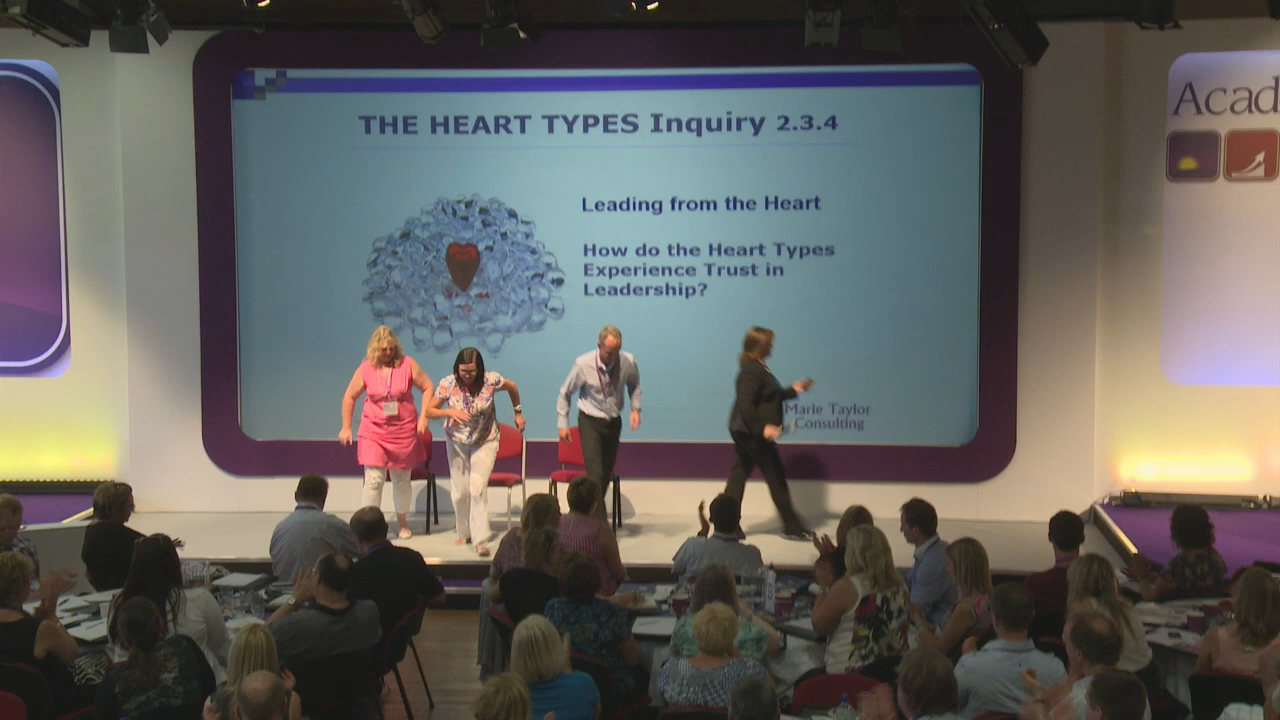 THE HEART TYPES Inquiry 2.3.4
Leading from the Heart
How do the Heart Types
Experience Trust in
Leadership?
Marie Taylor
Consulting
Acad